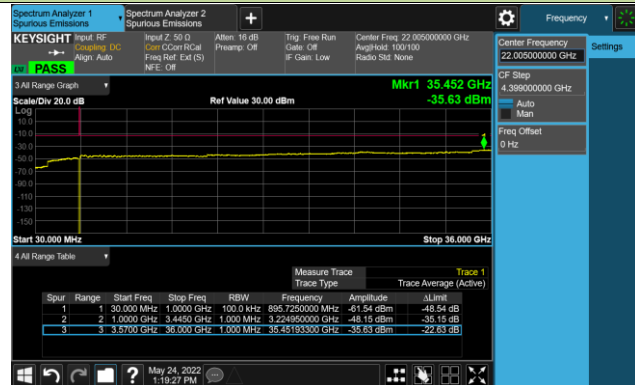 Spectrum Analyzer 1
Spurious Emissions
Spectrum Analyzer 2
Spurious Emissions
+
Frequency
KEYSIGHT
Input: RF
Coupling: DC
Align: Auto
Input Z: 50 Ω
Corr CCorr RCal
Freq Ref: Ext (S)
NFE: Off
Atten: 16 dB
Preamp: Off
Trig: Free Run
Gate: Off
IF Gain: Low
Center Freq: 22.005000000 GHz
Avg|Hold: 100/100
Radio Std: None
PASS
Center Frequency
22.005000000 GHz
Settings
CF Step
4.399000000 GHz
Auto
Man
Freq Offset
0 Hz
3 All Range Graph
Mkr1 35.452 GHz
Scale/Div 20.0 dB
Ref Value 30.00 dBm
-35.63 dBm
Log
10.0
-10.0
-30.0
-50.0
-70.0
-90.0
-110
-130
-150
1
Start 30.000 MHz
Stop 36.000 GHz
4 All Range Table
Measure Trace Trace 1
Trace Type Trace Average (Active)
Spur Range Start Freq Stop Freq RBW Frequency Amplitude ΔLimit
1 1 30.000 MHz 1.0000 GHz 100.0 kHz 895.7250000 MHz -61.54 dBm -48.54 dB
2 2 1.0000 GHz 3.4450 GHz 1.000 MHz 3.224950000 GHz -48.15 dBm -35.15 dB
3 3 3.5700 GHz 36.000 GHz 1.000 MHz 35.45193300 GHz -35.63 dBm -22.63 dB
?
May 24, 2022
1:19:27 PM